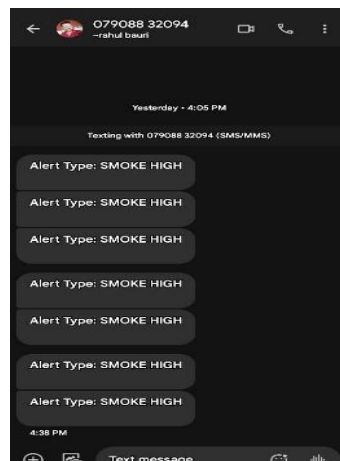 079088 32094
~rahul bauri
Yesterday • 4:05 PM
Texting with 079088 32094 (SMS/MMS)
Alert Type: SMOKE HIGH
Alert Type: SMOKE HIGH
Alert Type: SMOKE HIGH
Alert Type: SMOKE HIGH
Alert Type: SMOKE HIGH
Alert Type: SMOKE HIGH
Alert Type: SMOKE HIGH
4:38 PM
Text message